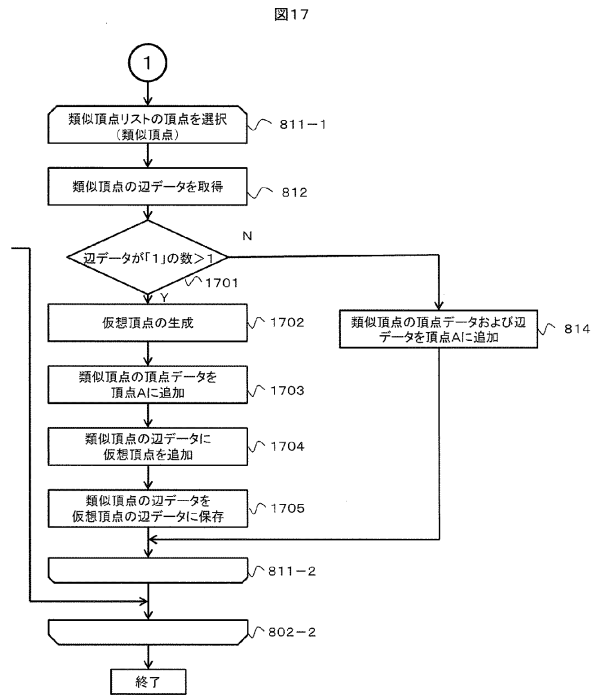 図17
1
類似頂点リストの頂点を選択
(類似頂点)
811-1
類似頂点の辺データを取得
812
辺データが「1」の数>1
N
1701
Y
仮想頂点の生成
1702
類似頂点の頂点データおよび辺
データを頂点Aに追加
814
類似頂点の頂点データを
頂点Aに追加
1703
類似頂点の辺データに
仮想頂点を追加
1704
類似頂点の辺データを
仮想頂点の辺データに保存
1705
811-2
802-2
終了